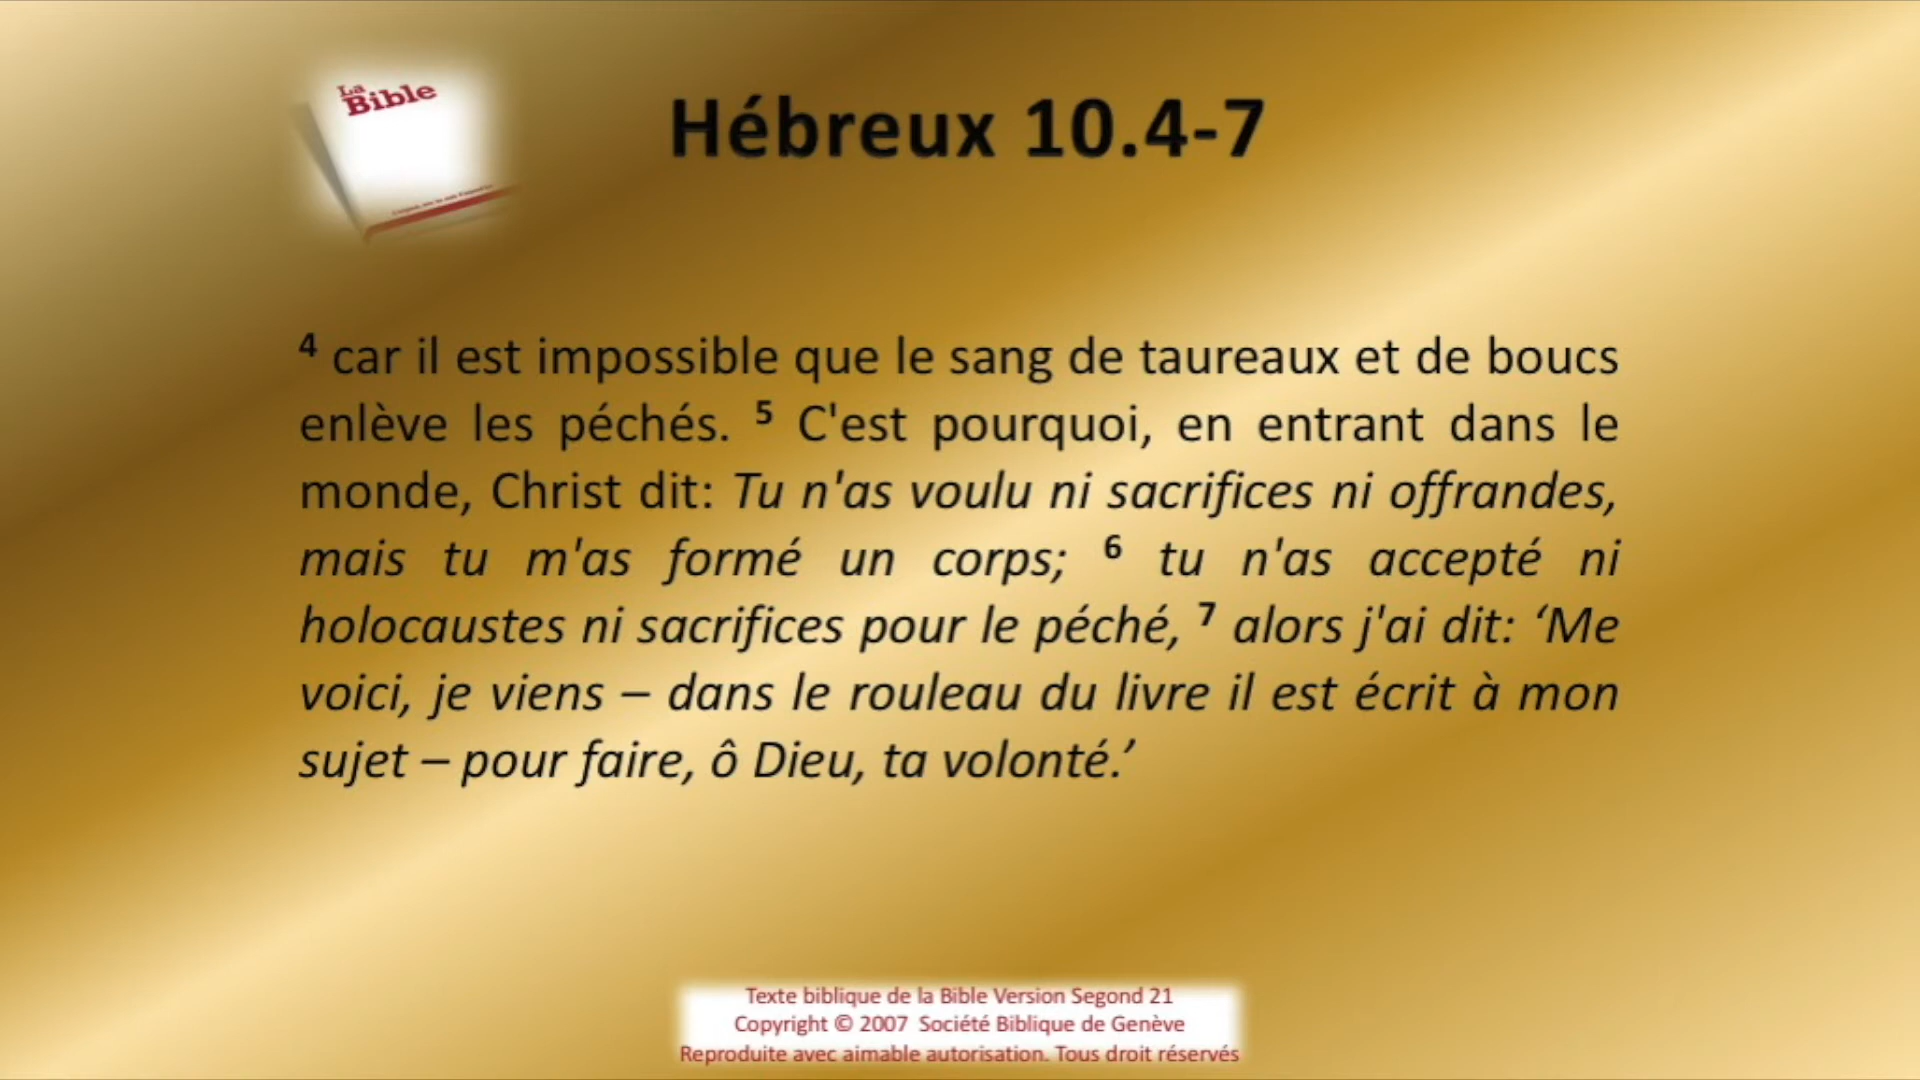 La
Bible
Hébreux 10.4-7
4 car il est impossible que le sang de taureaux et de boucs
enlève les péchés. 5 C'est pourquoi, en entrant dans le
monde, Christ dit: Tu n'as voulu ni sacrifices ni offrandes,
mais tu m'as formé un corps; 6 tu n'as accepté ni
holocaustes ni sacrifices pour le péché, 7 alors j'ai dit: ‘Me
voici, je viens – dans le rouleau du livre il est écrit à mon
sujet – pour faire, ô Dieu, ta volonté.’
Texte biblique de la Bible Version Segond 21
Copyright © 2007 Société Biblique de Genève
Reproduite avec aimable autorisation. Tous droit réservés